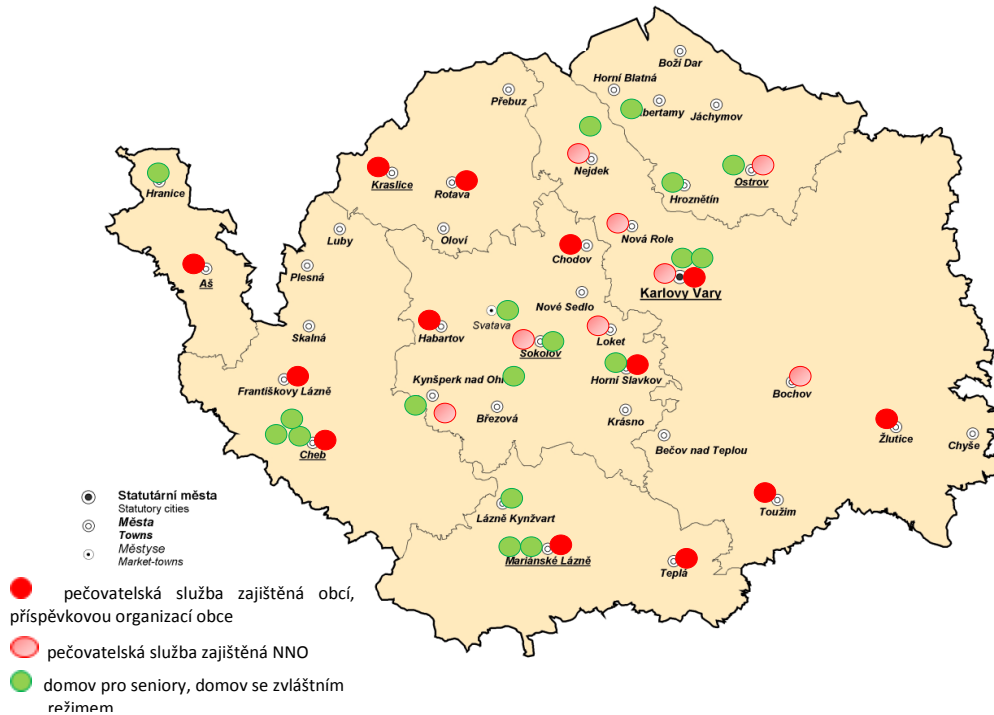 Boží Dar
Horní Blatná
Přebuz
bertamy
Jáchymov
Nejdek
Ostrov
Kraslice
Rotava
Hroznětín
Hranice
Luby
Oloví
Nová Role
Chodov
Plesná
Aš
Karlovy Vary
Nové Sedlo
Svatava
Skalná
Habartov
Loket
Sokolov
Horní Slavkov
Františkovy Lázně
Kynšperk nad Ohř
Bochov
Březová
Krásno
Žlutice
Chyše
Cheb
Bečov nad Teplou
Lázně Kynžvart
Toužim
Mariánské Lázně
Teplá
Statutární města
Statutory cities
Města
Towns
Městyse
Market-towns
pečovatelská služba zajištěná obcí,
příspěvkovou organizací obce
pečovatelská služba zajištěná NNO
domov pro seniory, domov se zvláštním
režimem